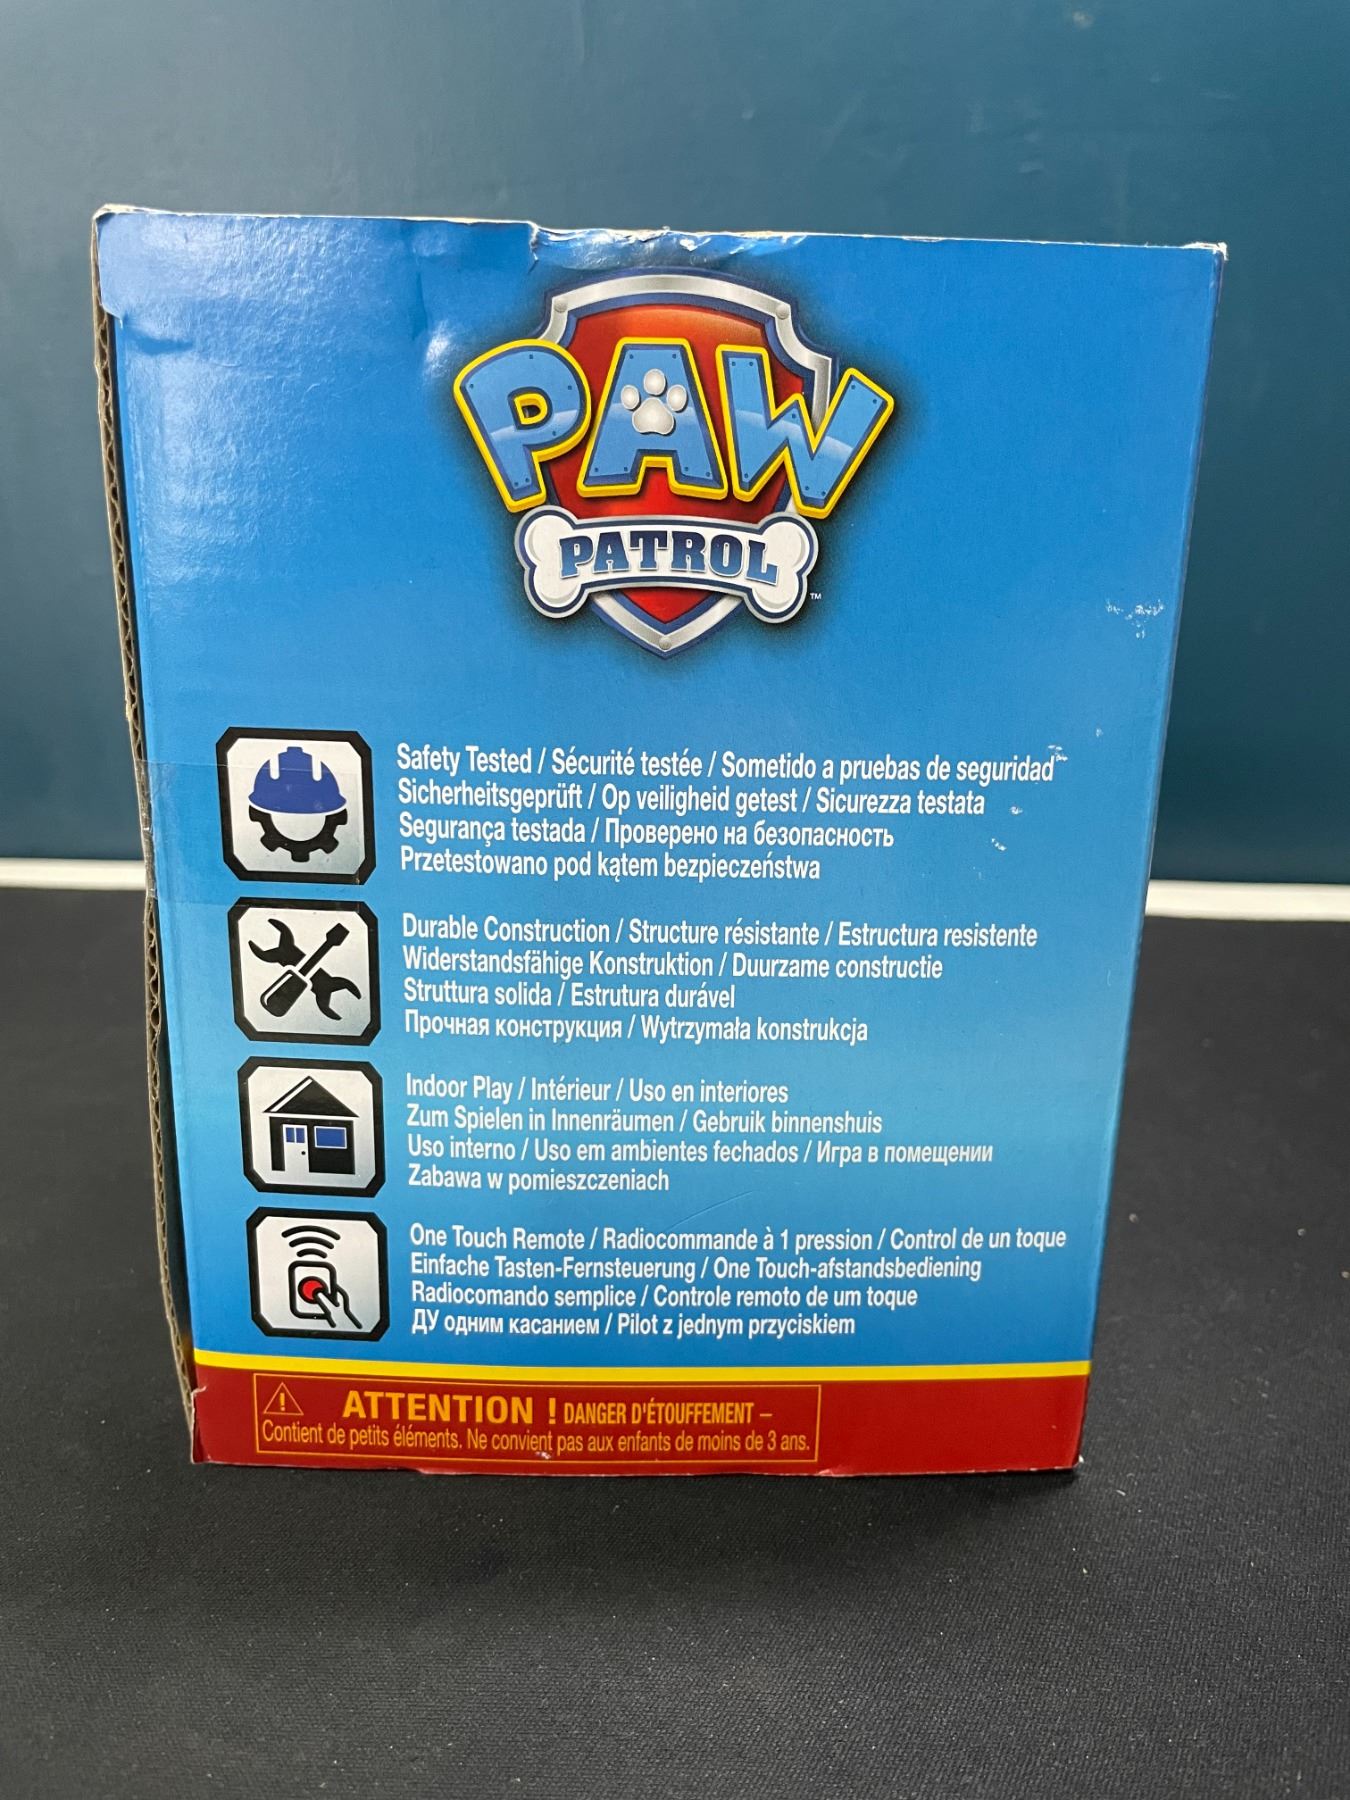 PAW
PATROL
TM
Safety Tested / Sécurité testée / Sometido a pruebas de seguridad
Sicherheitsgeprüft / Op veiligheid getest / Sicurezza testata
Segurança testada / Проверено на безопасность
Przetestowano pod kątem bezpieczeństwa
Durable Construction / Structure résistante / Estructura resistente
Widerstandsfähige Konstruktion / Duurzame constructie
Struttura solida / Estrutura durável
Прочная конструкция / Wytrzymała konstrukcja
Indoor Play / Intérieur / Uso en interiores
Zum Spielen in Innenräumen / Gebruik binnenshuis
Uso interno / Uso em ambientes fechados / Игра в помещении
Zabawa w pomieszczeniach
One Touch Remote / Radiocommande à 1 pression / Control de un toque
Einfache Tasten-Fernsteuerung / One Touch-afstandsbediening
Radiocomando semplice / Controle remoto de um toque
ДУ одним касанием / Pilot z jednym przyciskiem
ATTENTION ! DANGER D'ÉTOUFFEMENT –
Contient de petits éléments. Ne convient pas aux enfants de moins de 3 ans.